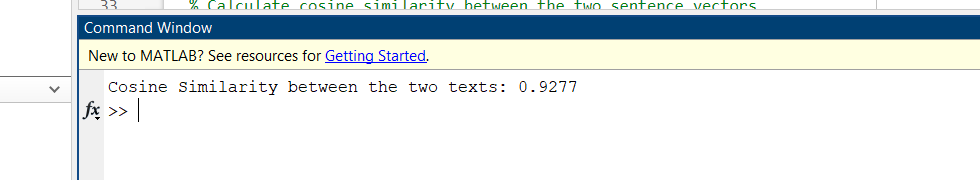 33 % Calculate cosine similarity between the two sentence vectors
Command Window
New to MATLAB? See resources for Getting Started.
Cosine Similarity between the two texts: 0.9277
fx >>